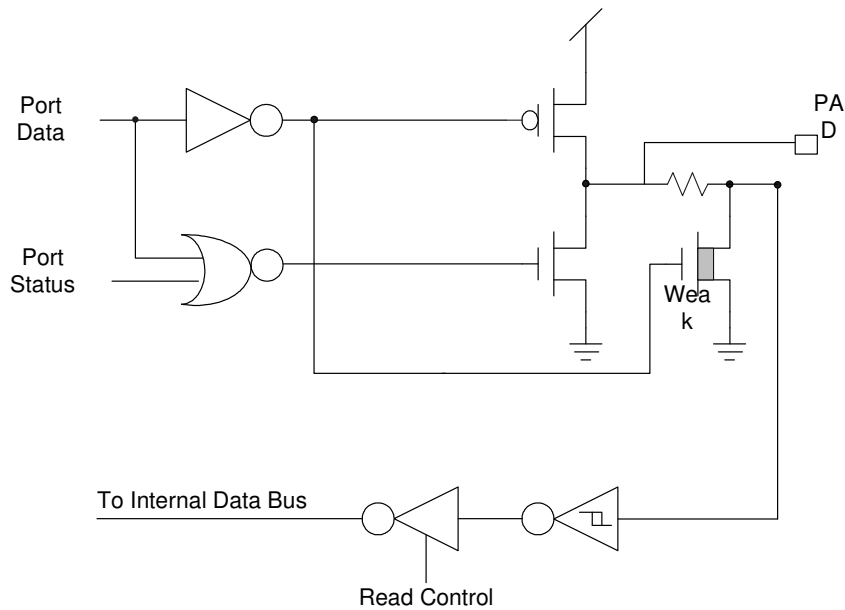 Port
Data
PA
D
Port
Status
Wea
k
To Internal Data Bus
Read Control